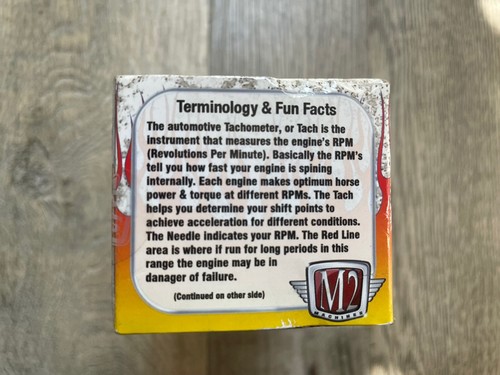 Terminology & Fun Facts
The automotive Tachometer, or Tach is the
instrument that measures the engine's RPM
(Revolutions Per Minute). Basically the RPM's
tell you how fast your engine is spining
internally. Each engine makes optimum horse
power & torque at different RPMs. The Tach
helps you determine your shift points to
achieve acceleration for different conditions.
The Needle indicates your RPM. The Red Line
area is where if run for long periods in this
range the engine may be in
danager of failure.
(Continued on other side)
M2
MACHINES